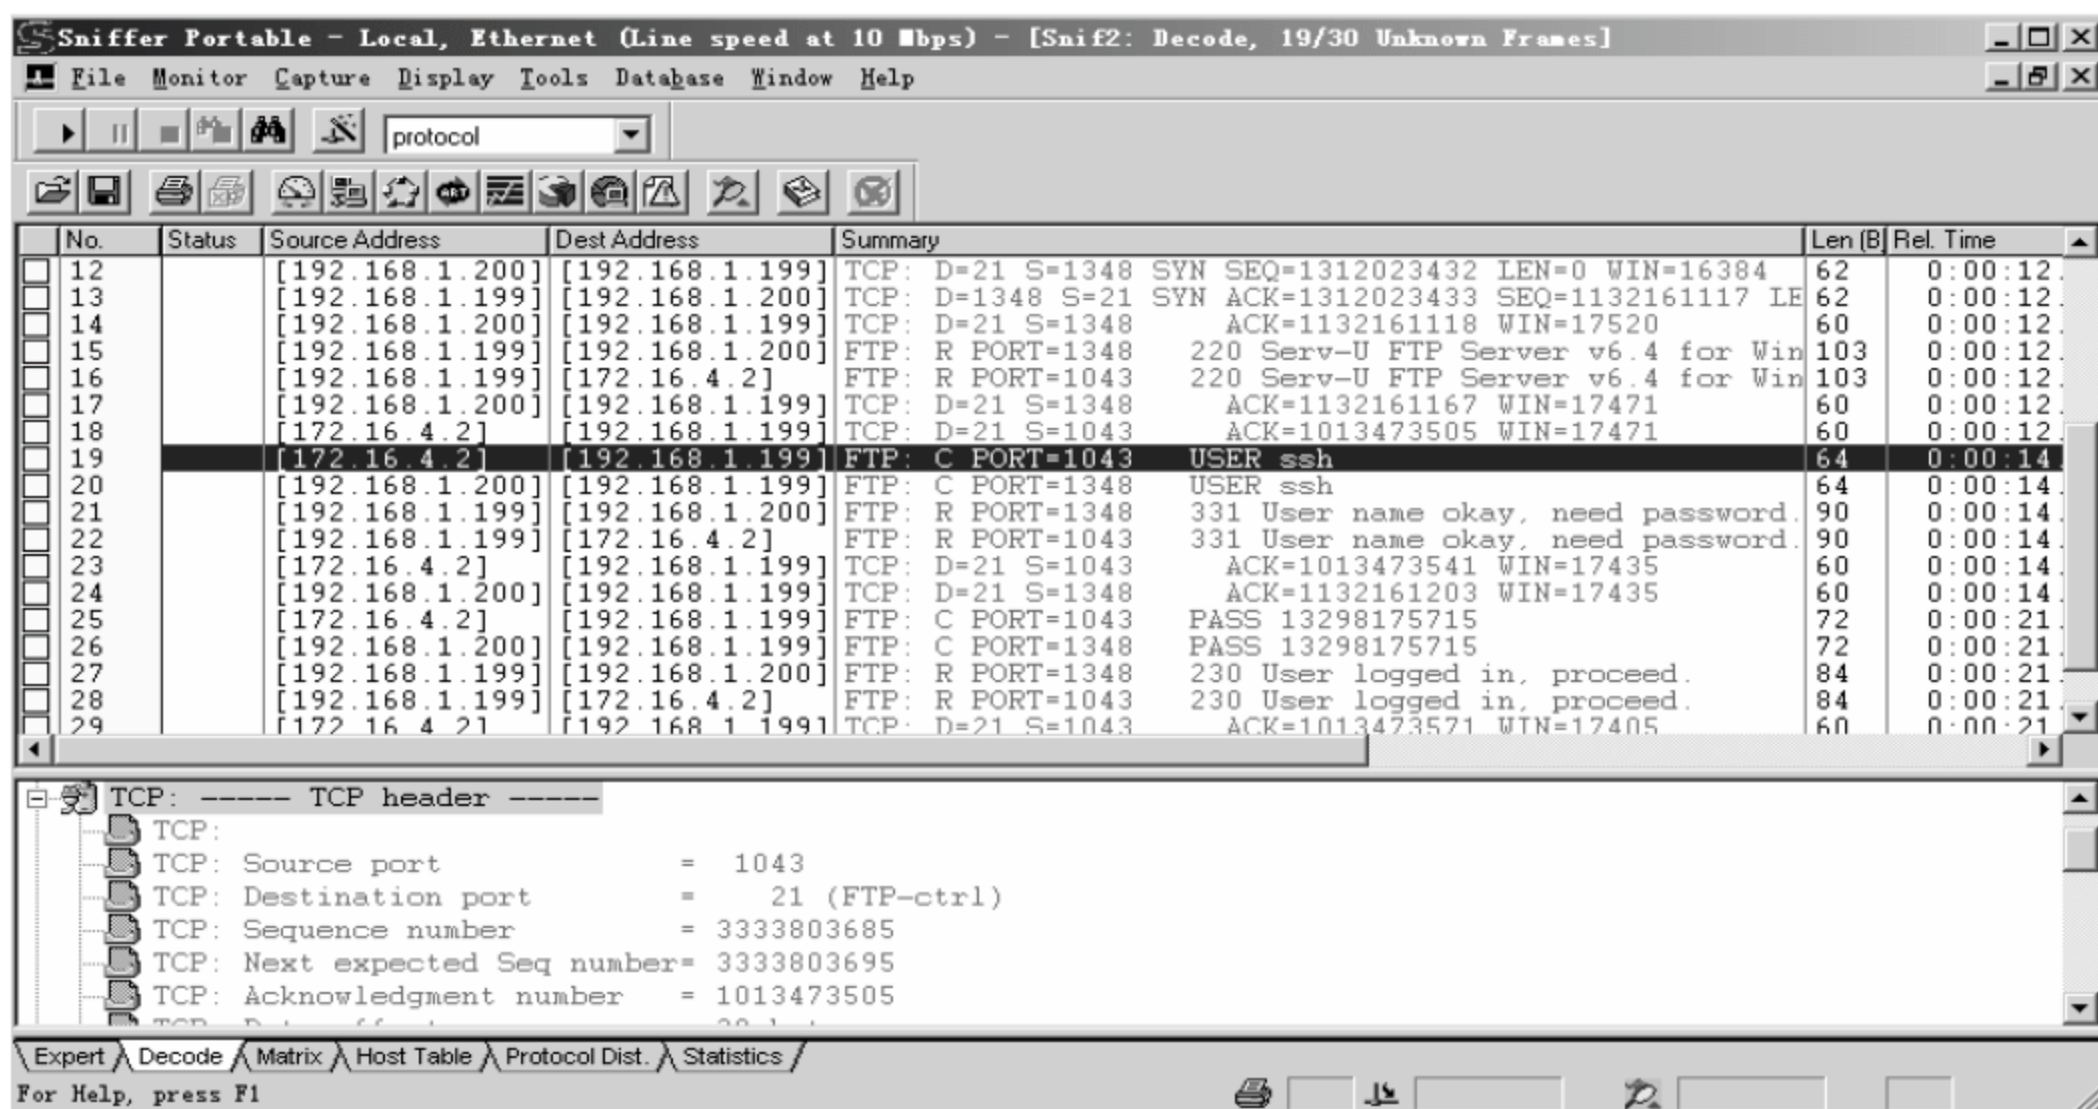 Sniffer Portable - Local, Ethernet (Line speed at 10 Mbps) - [Snif2: Decode, 19/30 Unknown Frames]
File Monitor Capture Display Tools Database Window Help
protocol
No. Status Source Address Dest Address Summary Len (B Rel. Time
12 [192.168.1.200] [192.168.1.199] TCP: D=21 S=1348 SYN SEQ=1312023432 LEN=0 WIN=16384 62 0:00:12.
13 [192.168.1.199] [192.168.1.200] TCP: D=1348 S=21 SYN ACK=1312023433 SEQ=1132161117 LE 62 0:00:12.
14 [192.168.1.200] [192.168.1.199] TCP: D=21 S=1348 ACK=1132161118 WIN=17520 60 0:00:12.
15 [192.168.1.199] [192.168.1.200] FTP: R PORT=1348 220 Serv-U FTP Server v6.4 for Win 103 0:00:12.
16 [192.168.1.199] [172.16.4.2] FTP: R PORT=1043 220 Serv-U FTP Server v6.4 for Win 103 0:00:12.
17 [192.168.1.200] [192.168.1.199] TCP: D=21 S=1348 ACK=1132161167 WIN=17471 60 0:00:12.
18 [172.16.4.2] [192.168.1.199] TCP: D=21 S=1043 ACK=1013473505 WIN=17471 60 0:00:12.
19 [172.16.4.2] [192.168.1.199] FTP: C PORT=1043 USER ssh 64 0:00:14.
20 [192.168.1.200] [192.168.1.199] FTP: C PORT=1348 USER ssh 64 0:00:14.
21 [192.168.1.199] [192.168.1.200] FTP: R PORT=1348 331 User name okay, need password. 90 0:00:14.
22 [192.168.1.199] [172.16.4.2] FTP: R PORT=1043 331 User name okay, need password. 90 0:00:14.
23 [172.16.4.2] [192.168.1.199] TCP: D=21 S=1043 ACK=1013473541 WIN=17435 60 0:00:14.
24 [192.168.1.200] [192.168.1.199] TCP: D=21 S=1348 ACK=1132161203 WIN=17435 60 0:00:14.
25 [172.16.4.2] [192.168.1.199] FTP: C PORT=1043 PASS 13298175715 72 0:00:21.
26 [192.168.1.200] [192.168.1.199] FTP: C PORT=1348 PASS 13298175715 72 0:00:21.
27 [192.168.1.199] [192.168.1.200] FTP: R PORT=1348 230 User logged in, proceed. 84 0:00:21.
28 [192.168.1.199] [172.16.4.2] FTP: R PORT=1043 230 User logged in, proceed. 84 0:00:21.
29 [172.16.4.2] [192.168.1.199] TCP: D=21 S=1043 ACK=1013473571 WIN=17405 60 0:00:21
TCP: ----- TCP header -----
TCP:
TCP: Source port = 1043
TCP: Destination port = 21 (FTP-ctrl)
TCP: Sequence number = 3333803685
TCP: Next expected Seq number= 3333803695
TCP: Acknowledgment number = 1013473505
Expert Decode Matrix Host Table Protocol Dist. Statistics
For Help, press F1